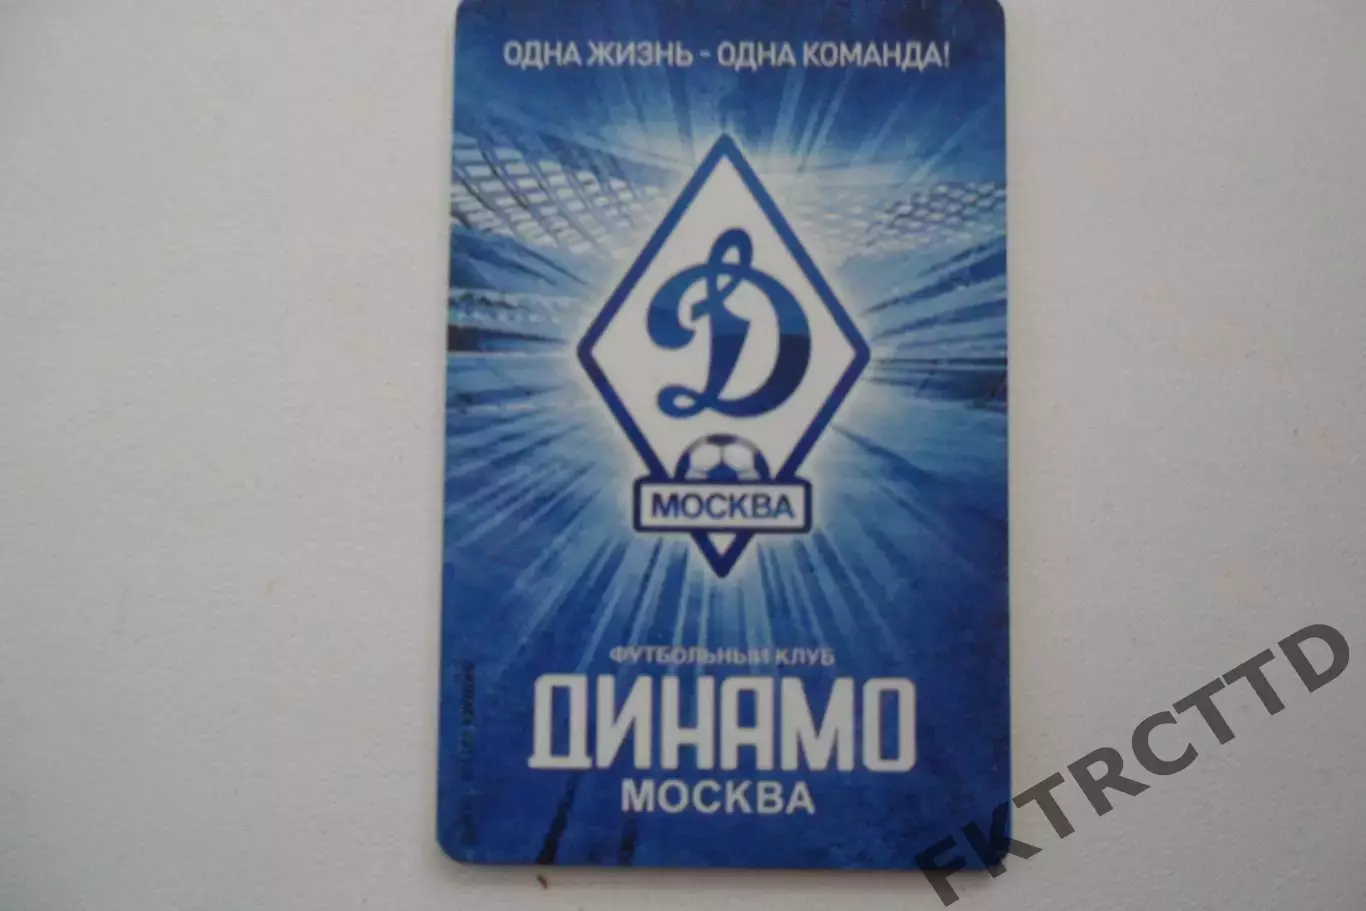 ОДНА ЖИЗНЬ - ОДНА КОМАНДА!
D
МОСКВА
ФУТБОЛЬНЫЙ КЛУБ
ДИНАМО
МОСКВА
FKTRCTTD